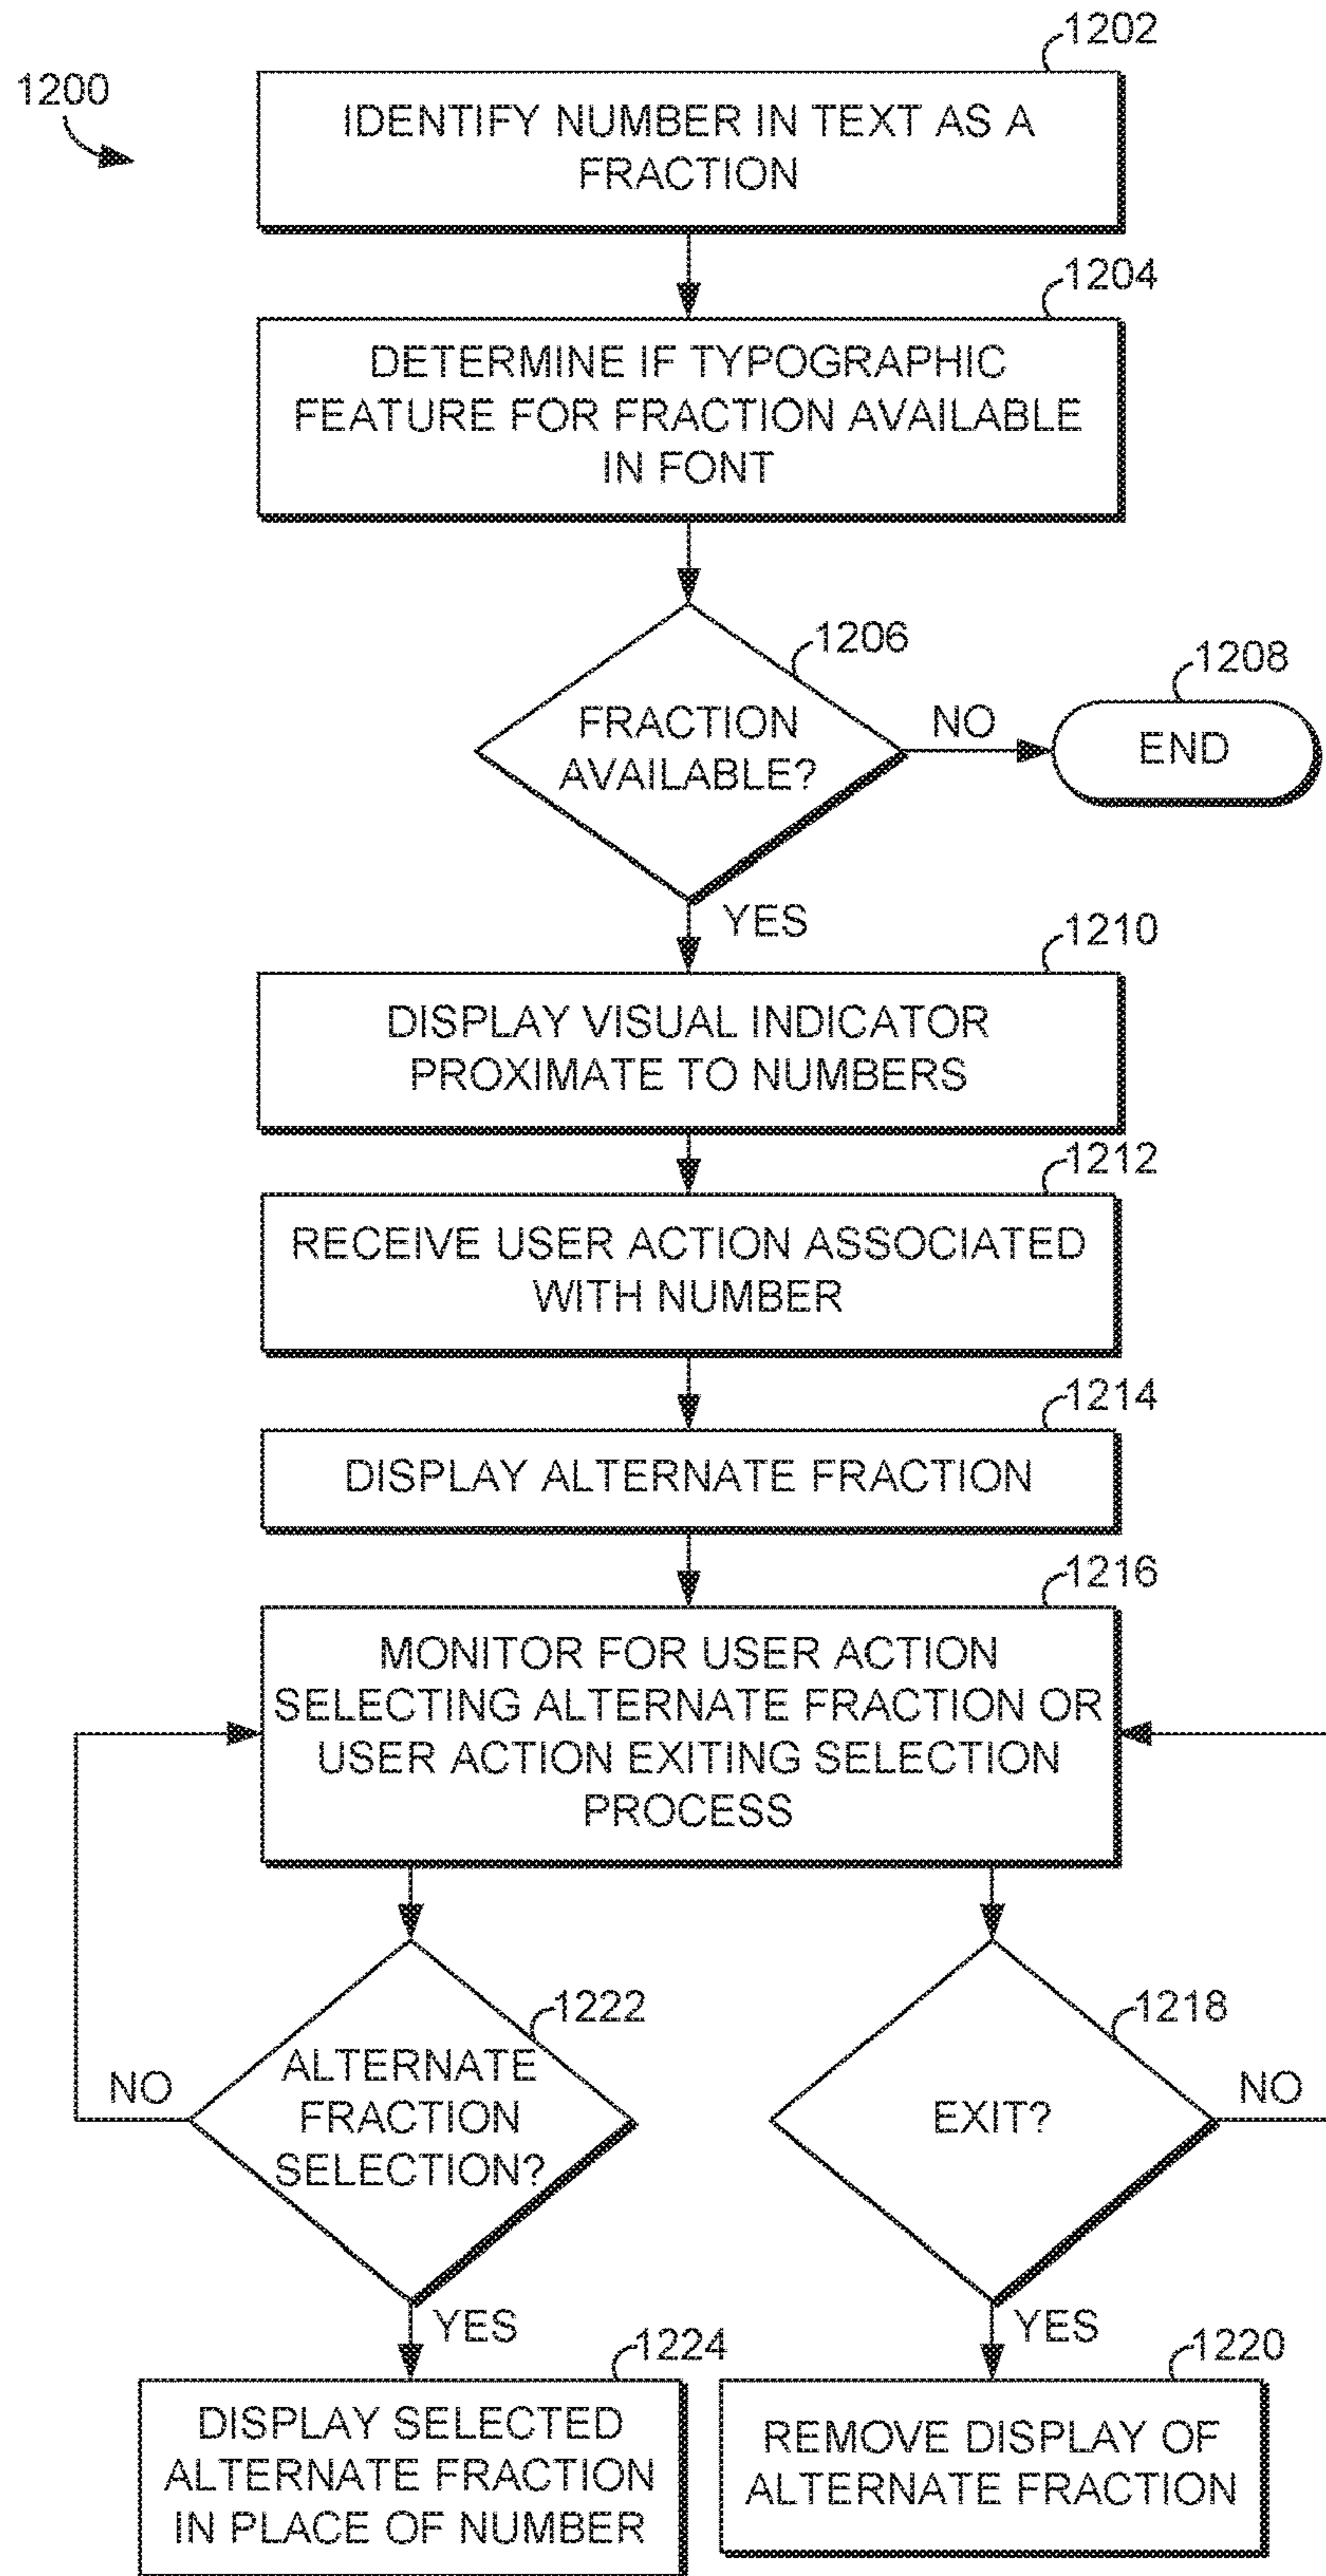 1202
1200
IDENTIFY NUMBER IN TEXT AS A
FRACTION
1204
DETERMINE IF TYPOGRAPHIC
FEATURE FOR FRACTION AVAILABLE
IN FONT
1206
1208
FRACTION
AVAILABLE?
NO
END
YES
1210
DISPLAY VISUAL INDICATOR
PROXIMATE TO NUMBERS
1212
RECEIVE USER ACTION ASSOCIATED
WITH NUMBER
1214
DISPLAY ALTERNATE FRACTION
1216
MONITOR FOR USER ACTION
SELECTING ALTERNATE FRACTION OR
USER ACTION EXITING SELECTION
PROCESS
1222
1218
NO
ALTERNATE
FRACTION
SELECTION?
EXIT?
NO
YES
YES
1224
1220
DISPLAY SELECTED
ALTERNATE FRACTION
IN PLACE OF NUMBER
REMOVE DISPLAY OF
ALTERNATE FRACTION